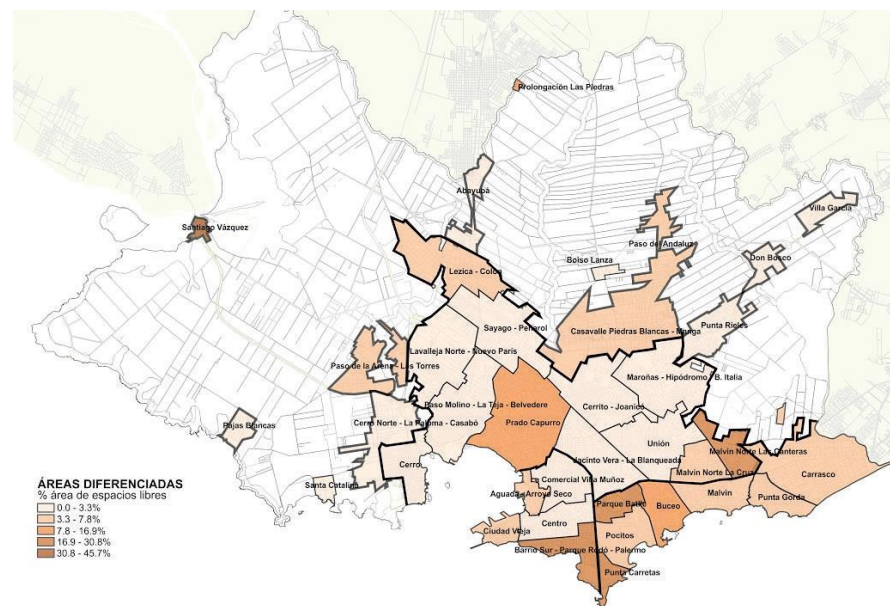 Prolongación Las Piedras
Abayubá
Villa García
Santiago Vázquez
Paso del Andaluz
Don Bosco
Boiso Lanza
Lezica - Colón
Punta Rieles
Sayago - Peñarol
Casavalle Piedras Blancas - Manga
Lavalleja Norte - Nuevo París
Paso de la Arena - Los Torres
Maroñas - Hipódromo / B. Italia
Paso Molino - La Teja - Belvedere
Prado Capurro
Pajas Blancas
Cerro Norte - La Paloma - Casabó
Cerrito - Joanicó
Unión
Malvín Norte Las Canteras
Cerro
Jacinto Vera - La Blanqueada
Malvín Norte La Cruz
Carrasco
Santa Catalina
La Comercial Villa Muñoz
Punta Gorda
Aguada - Arroyo Seco
Malvín
Parque Batlle
Buceo
Centro
Ciudad Vieja
Pocitos
Barrio Sur - Parque Rodó - Palermo
Punta Carretas
ÁREAS DIFERENCIADAS
% área de espacios libres
0.0 - 3.3%
3.3 - 7.8%
7.8 - 16.9%
16.9 - 30.8%
30.8 - 45.7%